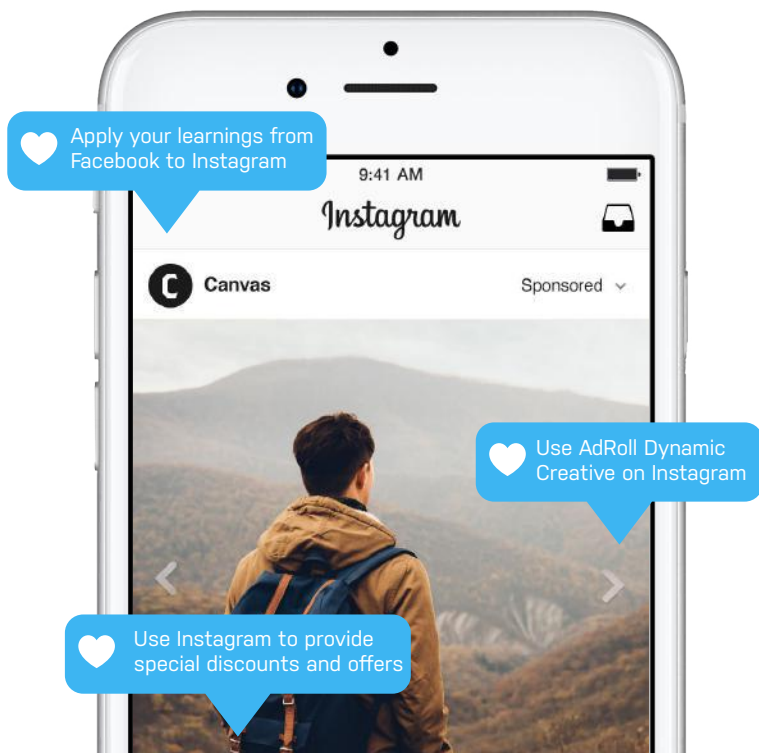 Apply your learnings from
Facebook to Instagram
9:41 AM
Instagram
C
Canvas
Sponsored
Use AdRoll Dynamic
Creative on Instagram
Use Instagram to provide
special discounts and offers